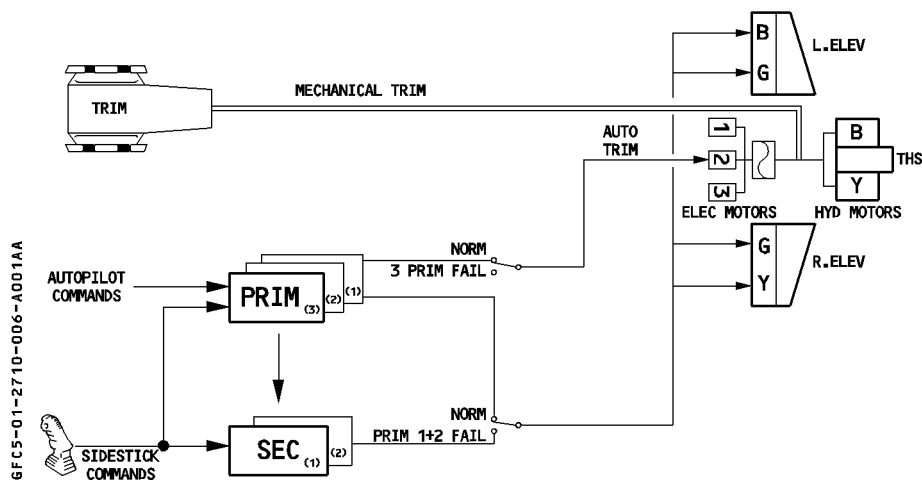 B
L.ELEV
G
TRIM
MECHANICAL TRIM
AUTO
TRIM
1
2
3
B
THS
Y
ELEC MOTORS
HYD MOTORS
NORM
3 PRIM FAIL
G
R.ELEV
Y
AUTOPILOT
COMMANDS
PRIM (3)
(2)
(1)
NORM
PRIM 1+2 FAIL
SEC (1)
(2)
SIDESTICK
COMMANDS
GFC5-01-2710-006-A001AA